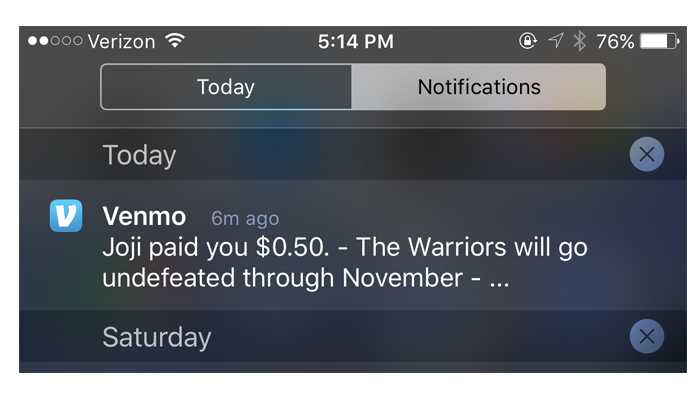 Verizon 5:14 PM 76%
Today Notifications
Today
Venmo 6m ago
Joji paid you $0.50. - The Warriors will go
undefeated through November - ...
Saturday